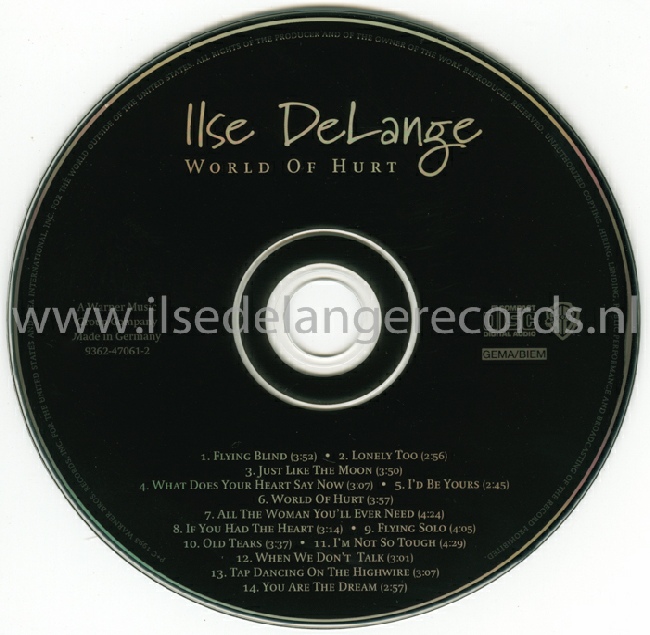 Ilse DeLange
World Of Hurt
www.ilsedelangerecords.nl
A Warner Music
Group Company
Made in Germany
9362-47061-2
COMPACT
DIGITAL AUDIO
GEMA/BIEM
1. Flying Blind (3:52) • 2. Lonely Too (2:56)
3. Just Like The Moon (3:50)
4. What Does Your Heart Say Now (3:07) • 5. I'd Be Yours (2:45)
6. World Of Hurt (3:57)
7. All The Woman You'll Ever Need (4:24)
8. If You Had The Heart (3:14) • 9. Flying Solo (4:05)
10. Old Tears (3:37) • 11. I'm Not So Tough (4:29)
12. When We Don't Talk (3:01)
13. Tap Dancing On The Highwire (3:07)
14. You Are The Dream (2:57)